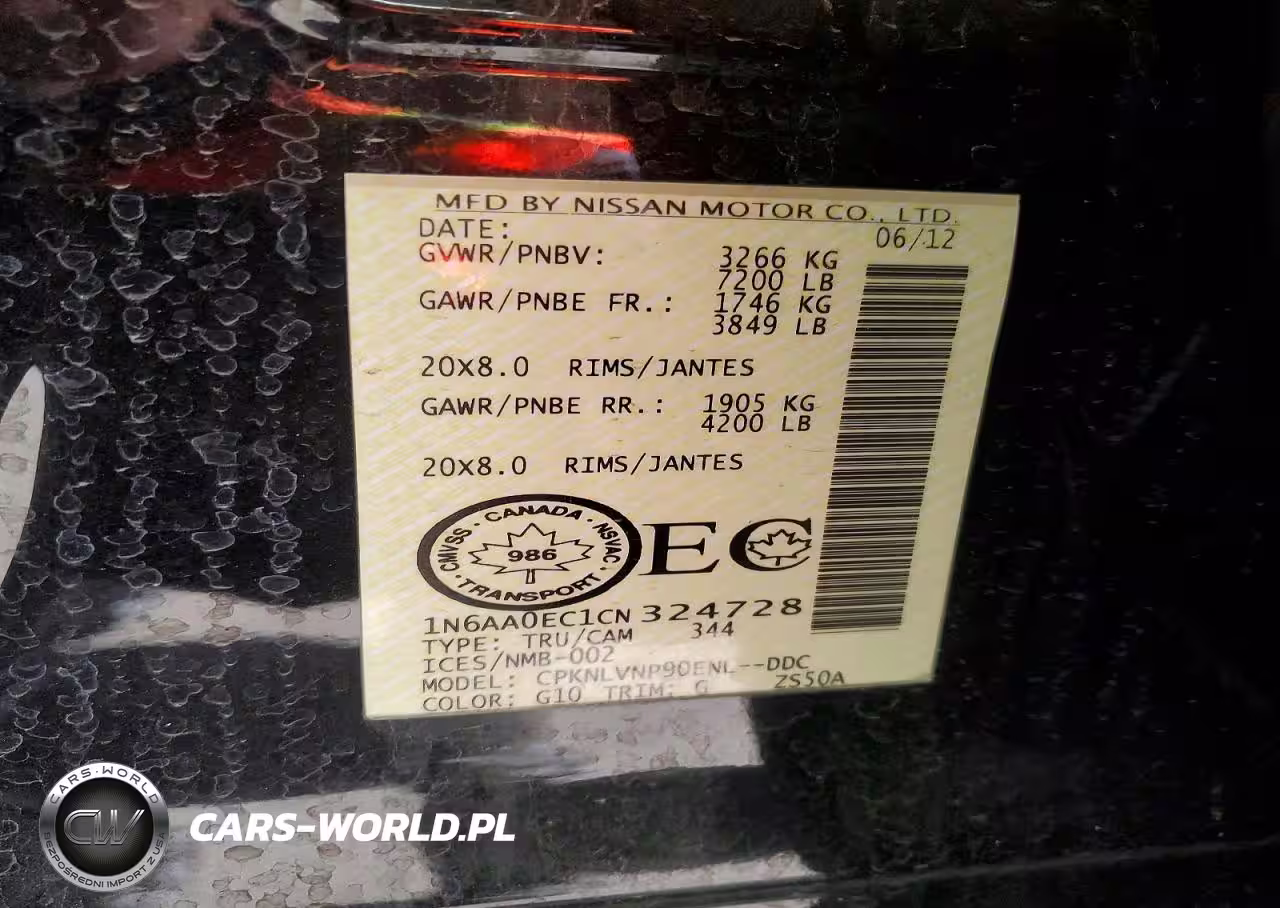 MFD BY NISSAN MOTOR CO., LTD.
DATE: 06/12
GVWR/PNBV: 3266 KG
7200 LB
GAWR/PNBE FR.: 1746 KG
3849 LB
20X8.0 RIMS/JANTES
GAWR/PNBE RR.: 1905 KG
4200 LB
20X8.0 RIMS/JANTES
CMVSS · CANADA · NSVAC · TRANSPORT ·
986
EC
1N6AA0EC1CN324728
TYPE: TRU/CAM 344
ICES/NMB-002
MODEL: CPKNLVNP90ENL--DDC
COLOR: G10 TRIM: G ZS50A
CARS-WORLD
CW
BEZPOŚREDNI IMPORT Z USA
CARS-WORLD.PL